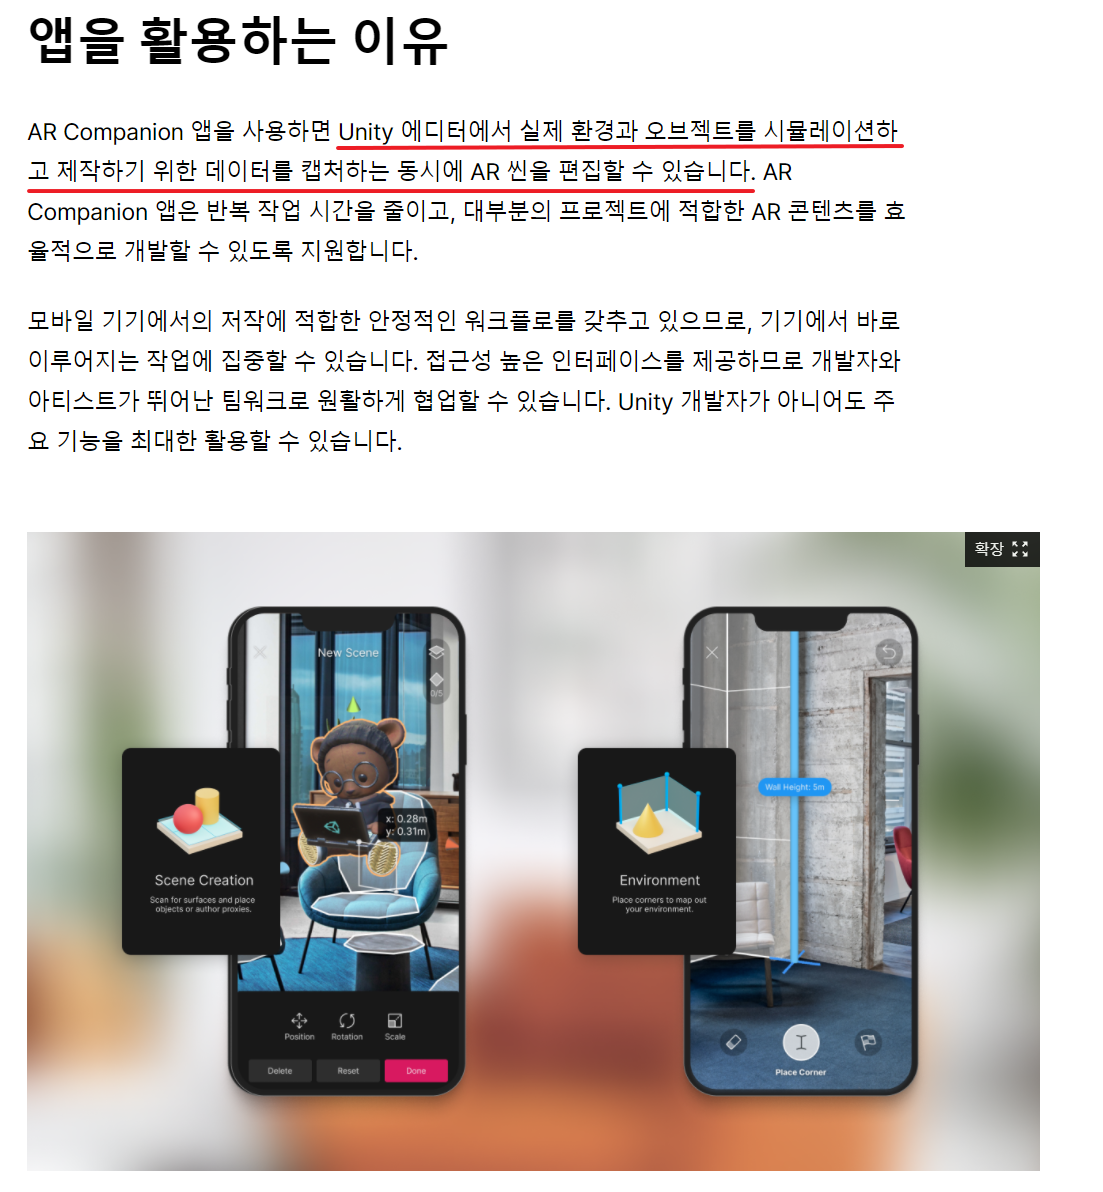 앱을 활용하는 이유
AR Companion 앱을 사용하면 Unity 에디터에서 실제 환경과 오브젝트를 시뮬레이션하
고 제작하기 위한 데이터를 캡처하는 동시에 AR 씬을 편집할 수 있습니다. AR
Companion 앱은 반복 작업 시간을 줄이고, 대부분의 프로젝트에 적합한 AR 콘텐츠를 효
율적으로 개발할 수 있도록 지원합니다.
모바일 기기에서의 저작에 적합한 안정적인 워크플로를 갖추고 있으므로, 기기에서 바로
이루어지는 작업에 집중할 수 있습니다. 접근성 높은 인터페이스를 제공하므로 개발자와
아티스트가 뛰어난 팀워크로 원활하게 협업할 수 있습니다. Unity 개발자가 아니어도 주
요 기능을 최대한 활용할 수 있습니다.
확장
New Scene
0/5
x: 0.28m
y: 0.31m
Scene Creation
Scan for surfaces and place
objects or author proxies.
Position
Rotation
Scale
Delete
Reset
Done
Wall Height: 5m
Environment
Place corners to map out
your environment.
Place Corner